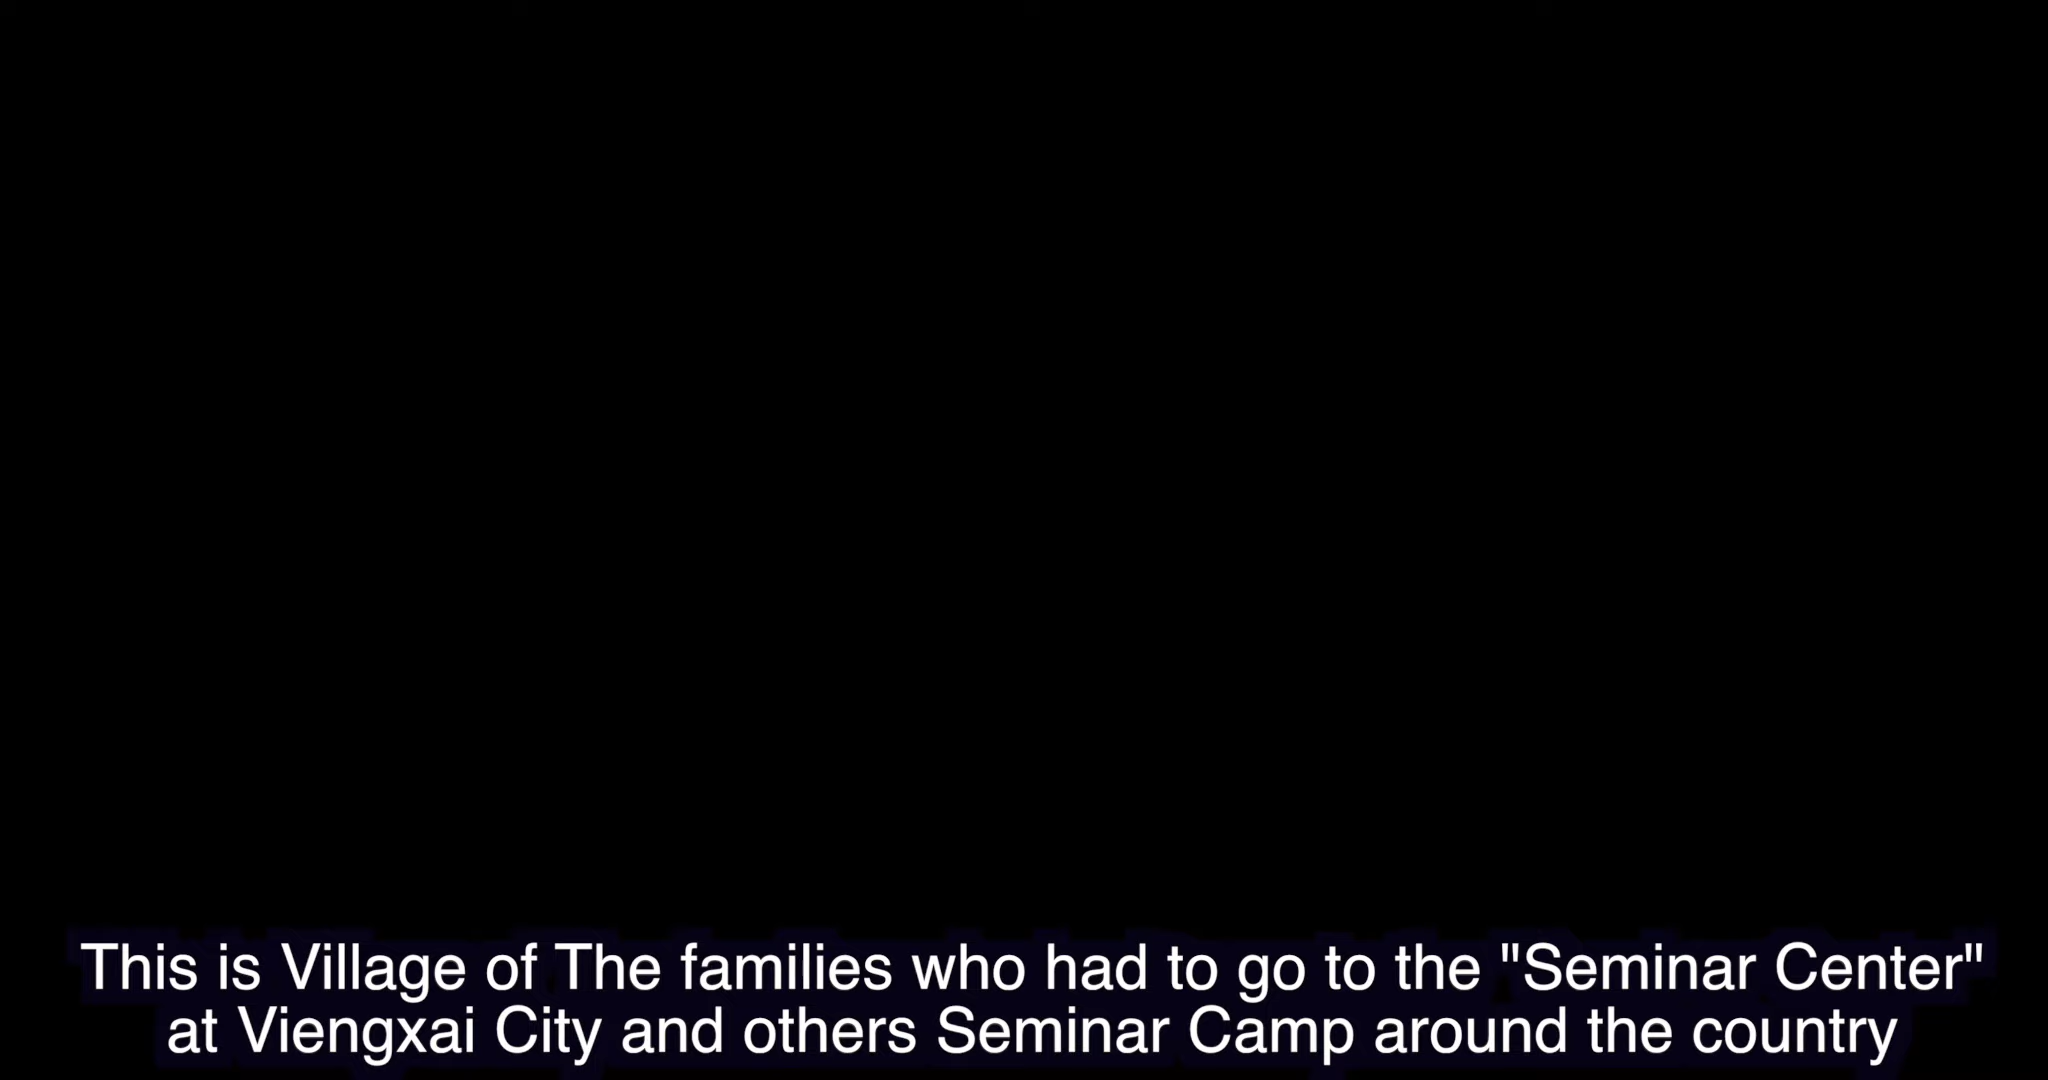 This is Village of The families who had to go to the "Seminar Center"
at Viengxai City and others Seminar Camp around the country